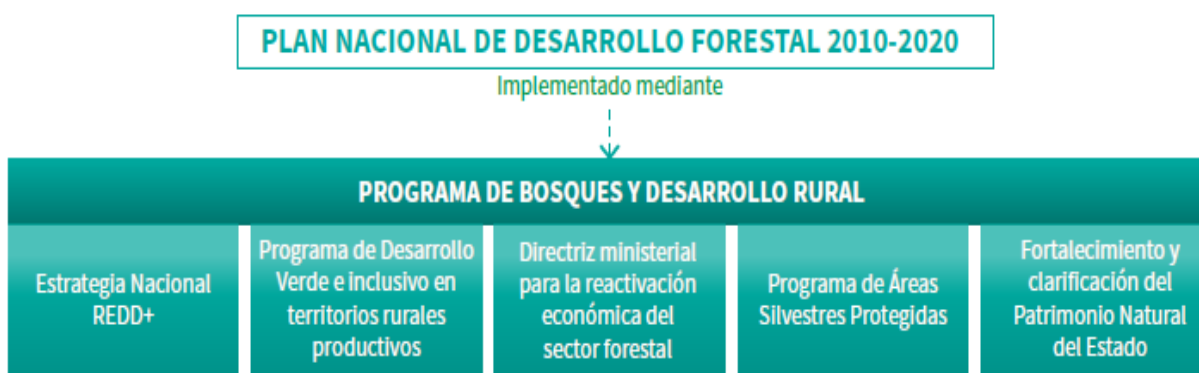 PLAN NACIONAL DE DESARROLLO FORESTAL 2010-2020
Implementado mediante
PROGRAMA DE BOSQUES Y DESARROLLO RURAL
Estrategia Nacional
REDD+
Programa de Desarrollo
Verde e inclusivo en
territorios rurales
productivos
Directriz ministerial
para la reactivación
económica del
sector forestal
Programa de Áreas
Silvestres Protegidas
Fortalecimiento y
clarificación del
Patrimonio Natural
del Estado